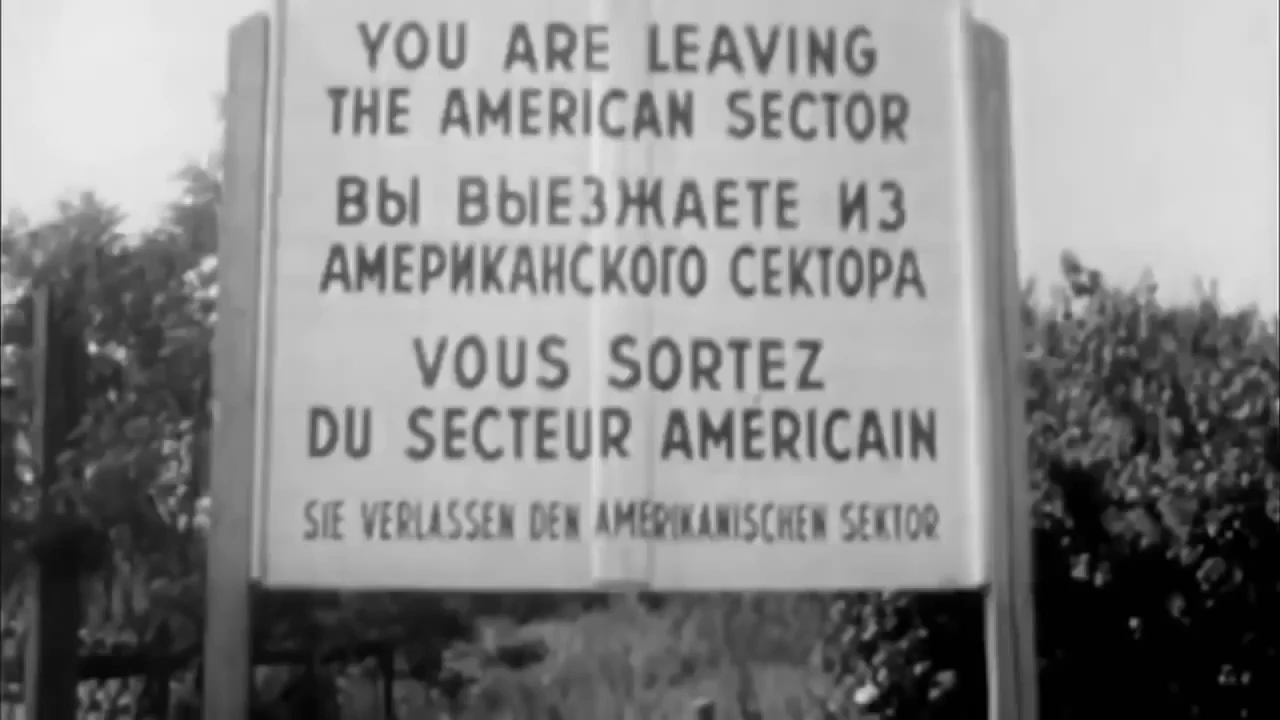 YOU ARE LEAVING
THE AMERICAN SECTOR
ВЫ ВЫЕЗЖАЕТЕ ИЗ
АМЕРИКАНСКОГО СЕКТОРА
VOUS SORTEZ
DU SECTEUR AMÉRICAIN
SIE VERLASSEN DEN AMERIKANISCHEN SEKTOR